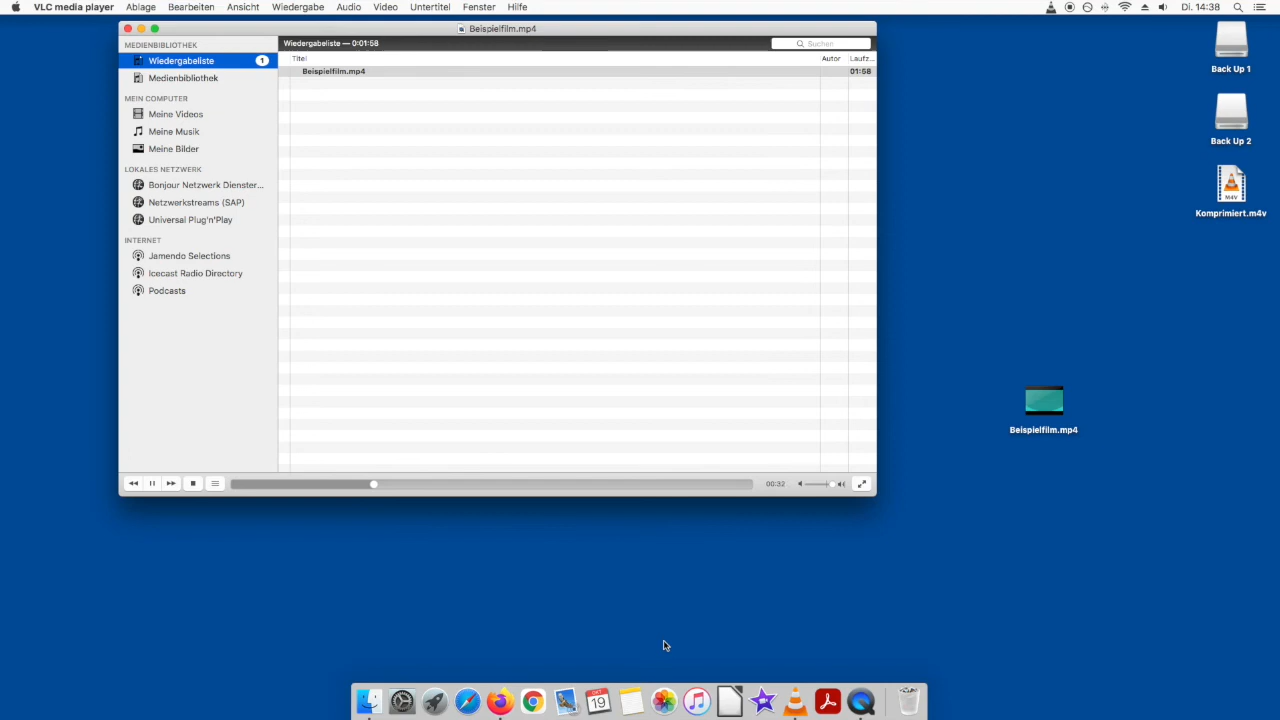 VLC media player Ablage Bearbeiten Ansicht Wiedergabe Audio Video Untertitel Fenster Hilfe Di. 14:38
Beispielfilm.mp4
MEDIENBIBLIOTHEK
Wiedergabeliste 1
Medienbibliothek
MEIN COMPUTER
Meine Videos
Meine Musik
Meine Bilder
LOKALES NETZWERK
Bonjour Netzwerk Dienster...
Netzwerkstreams (SAP)
Universal Plug'n'Play
INTERNET
Jamendo Selections
Icecast Radio Directory
Podcasts
Wiedergabeliste — 0:01:58
Suchen
Titel Autor Laufz...
Beispielfilm.mp4 01:58
00:32
Back Up 1
Back Up 2
M4V
Komprimiert.m4v
Beispielfilm.mp4
OKT
19